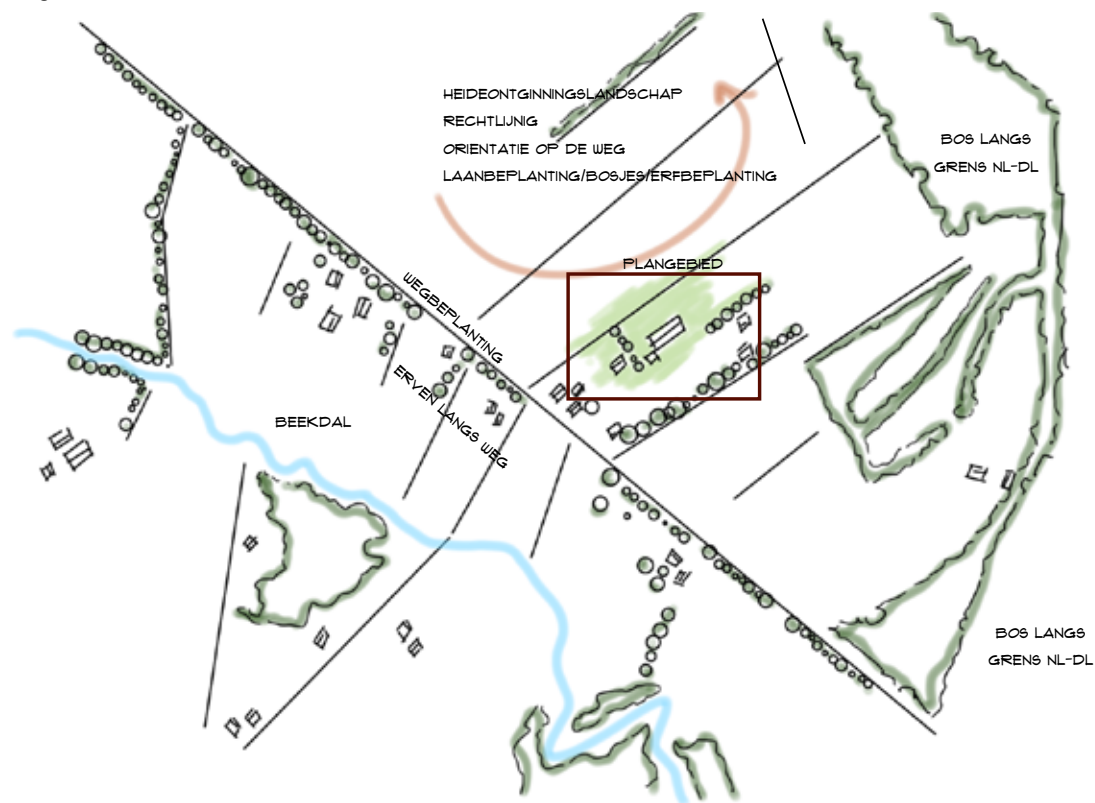 HEIDEONTGINNINGSLANDSCHAP
RECHTLIJNIG
ORIENTATIE OP DE WEG
LAANBEPLANTING/BOSJES/ERFBEPLANTING
BOS LANGS
GRENS NL-DL
PLANGEBIED
WEGBEPLANTING
ERVEN LANGS WEG
BEEKDAL
BOS LANGS
GRENS NL-DL